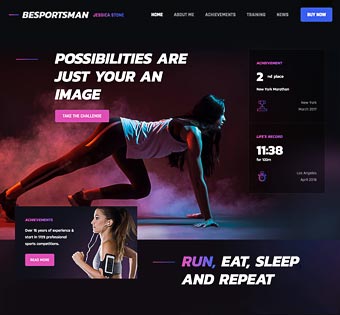 BESPORTSMAN JESSICA STONE
HOME ABOUT ME ACHIEVEMENTS TRAINING NEWS BUY NOW
POSSIBILITIES ARE
JUST YOUR AN
IMAGE
TAKE THE CHALLENGE
ACHIEVEMENT
2 nd place
New York Marathon
New York
March 2017
LIFE'S RECORD
11:38
for 100m
Los Angeles
April 2018
ACHIEVEMENTS
Over 15 years of experience &
start in 1175 professional
sports competitions.
READ NOW
RUN, EAT, SLEEP
AND REPEAT